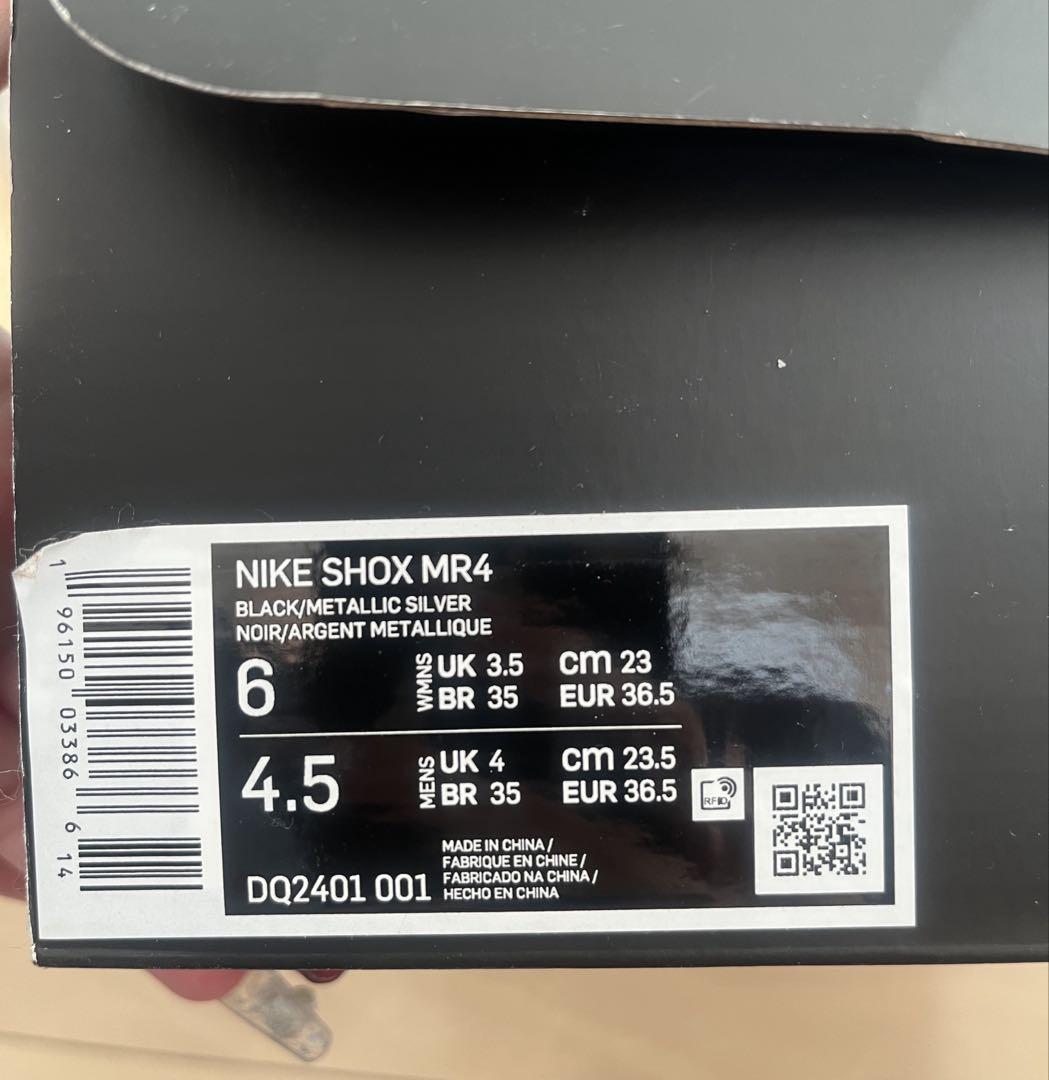 NIKE SHOX MR4
BLACK/METALLIC SILVER
NOIR/ARGENT METALLIQUE
6 WMNS UK 3.5 cm 23
BR 35 EUR 36.5
4.5 MENS UK 4 cm 23.5
BR 35 EUR 36.5
RFID
MADE IN CHINA /
FABRIQUE EN CHINE /
FABRICADO NA CHINA /
HECHO EN CHINA
DQ2401 001
1 96150 03386 6 14